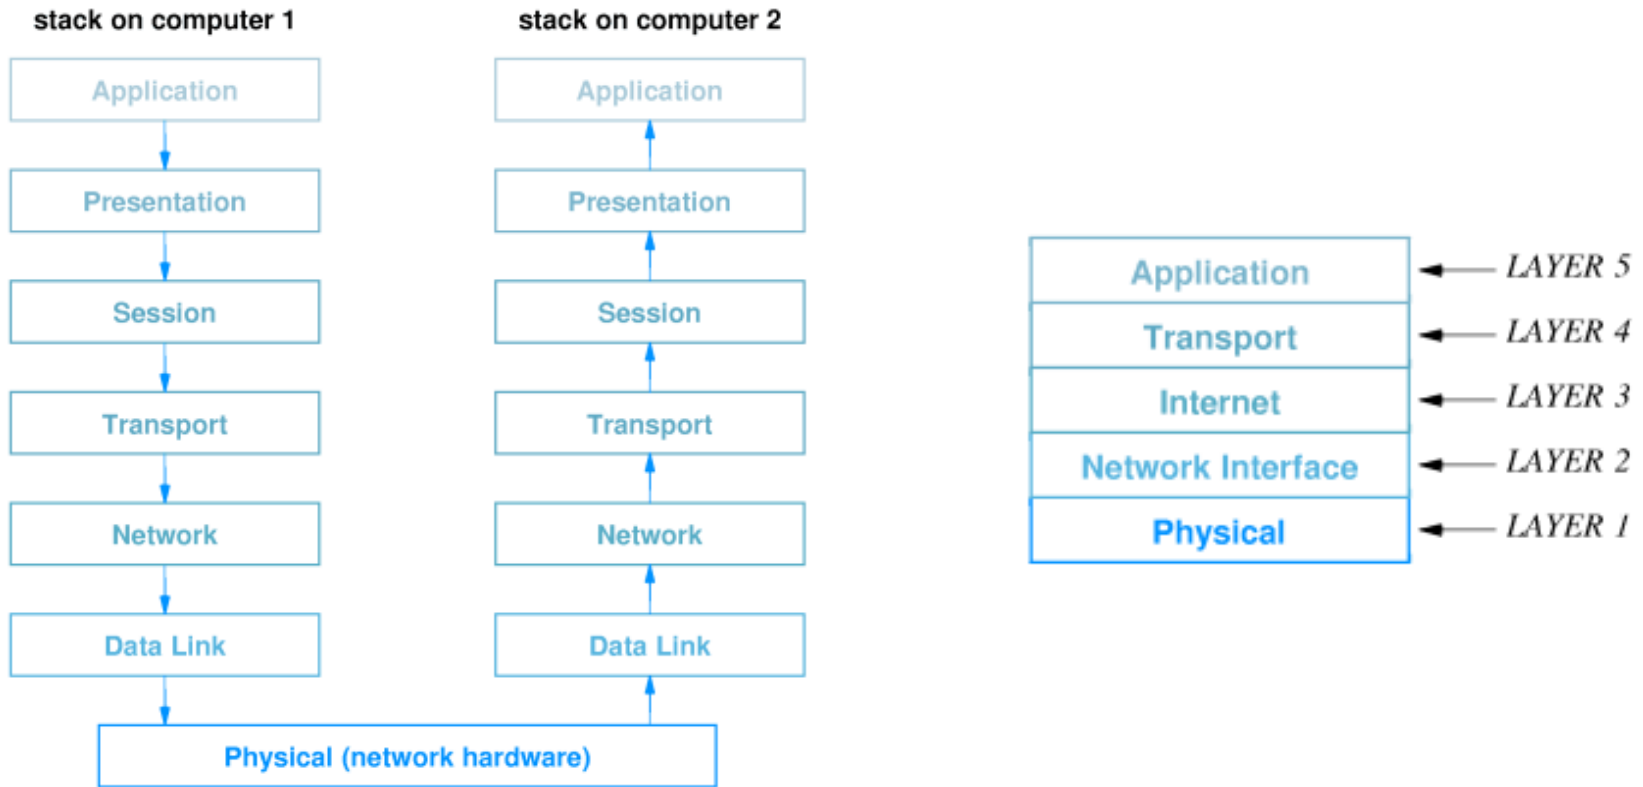 stack on computer 1
stack on computer 2
Application
Application
Presentation
Presentation
Session
Session
Transport
Transport
Network
Network
Data Link
Data Link
Physical (network hardware)
Application
LAYER 5
Transport
LAYER 4
Internet
LAYER 3
Network Interface
LAYER 2
Physical
LAYER 1